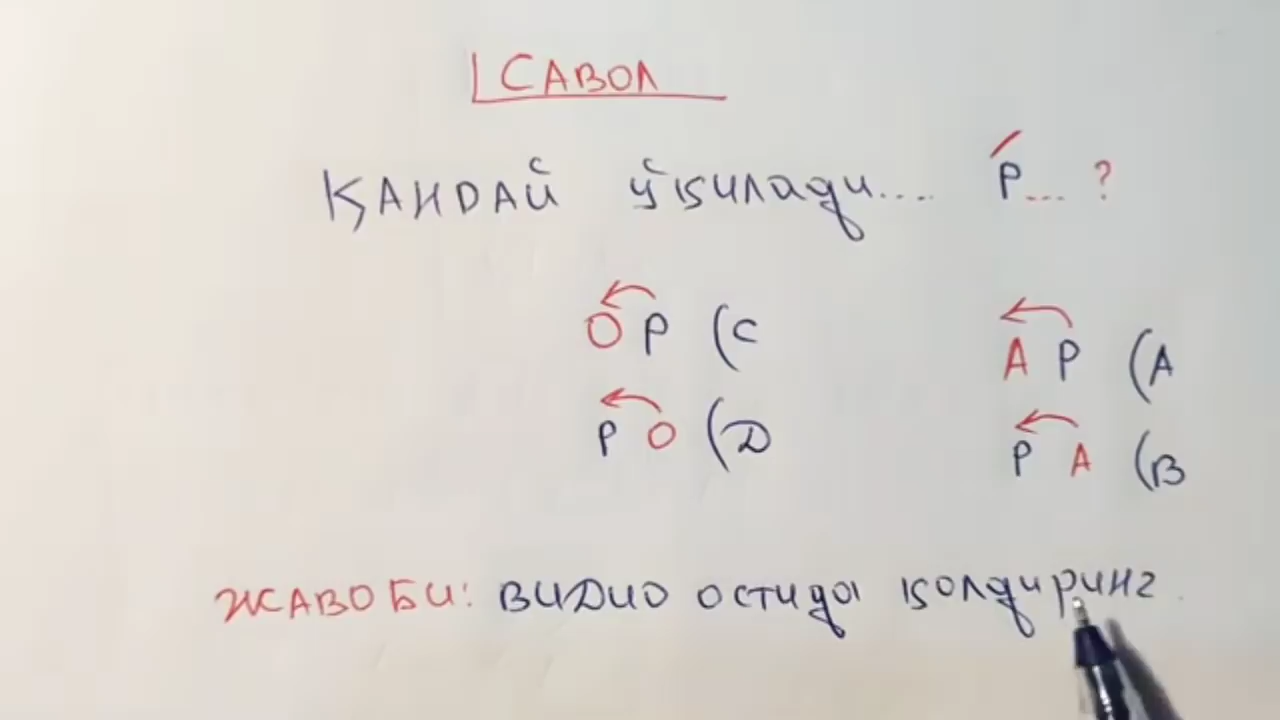 САВОЛ
ҚАНДАЙ ўқилади.... Р... ?
ОР (С
АР (А
РО (Д
РА (В
ЖАВОБИ: ВИДИО ОСТИДА ҚОЛДИРИНГ.